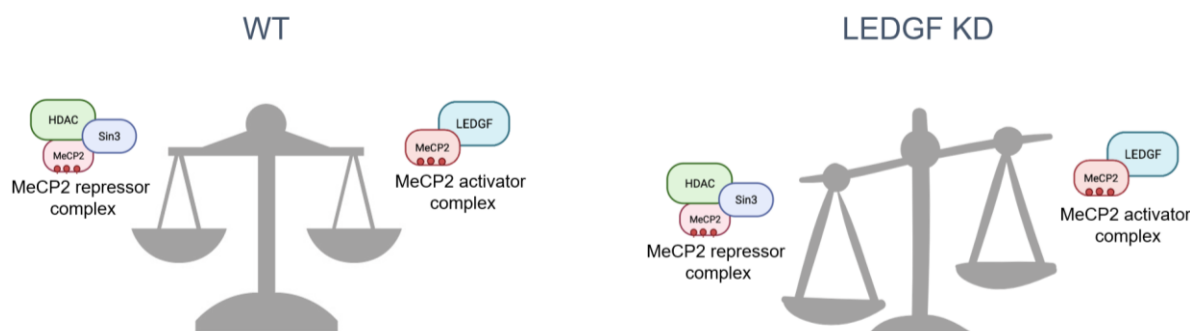 WT
HDAC
Sin3
MeCP2
MeCP2 repressor
complex
LEDGF
MeCP2
MeCP2 activator
complex
LEDGF KD
HDAC
Sin3
MeCP2
MeCP2 repressor
complex
LEDGF
MeCP2
MeCP2 activator
complex